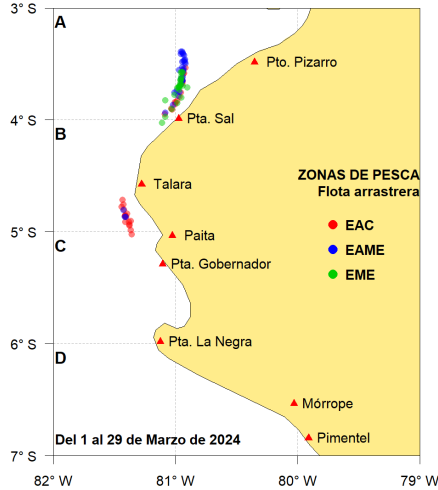 3° S
A
Pto. Pizarro
4° S
Pta. Sal
B
ZONAS DE PESCA
Talara
Flota arrastrera
EAC
5° S
Paita
C
EAME
Pta. Gobernador
EME
6° S
Pta. La Negra
D
Mórrope
Del 1 al 29 de Marzo de 2024
Pimentel
7° S
82° W
81° W
80° W
79° W